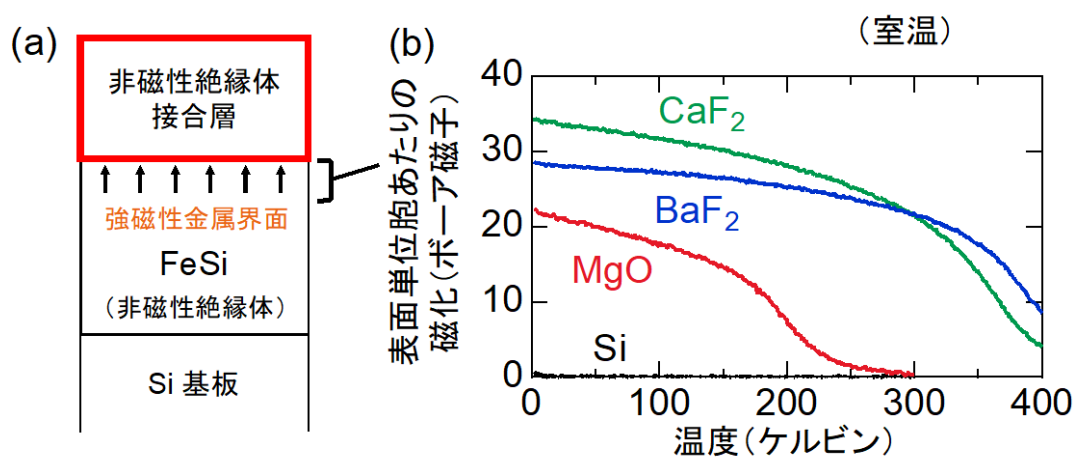 (a)
非磁性絶縁体
接合層
強磁性金属界面
FeSi
(非磁性絶縁体)
Si 基板
(b)
(室温)
表面単位胞あたりの
磁化(ボーア磁子)
40
30
20
10
0
CaF2
BaF2
MgO
Si
0 100 200 300 400
温度(ケルビン)